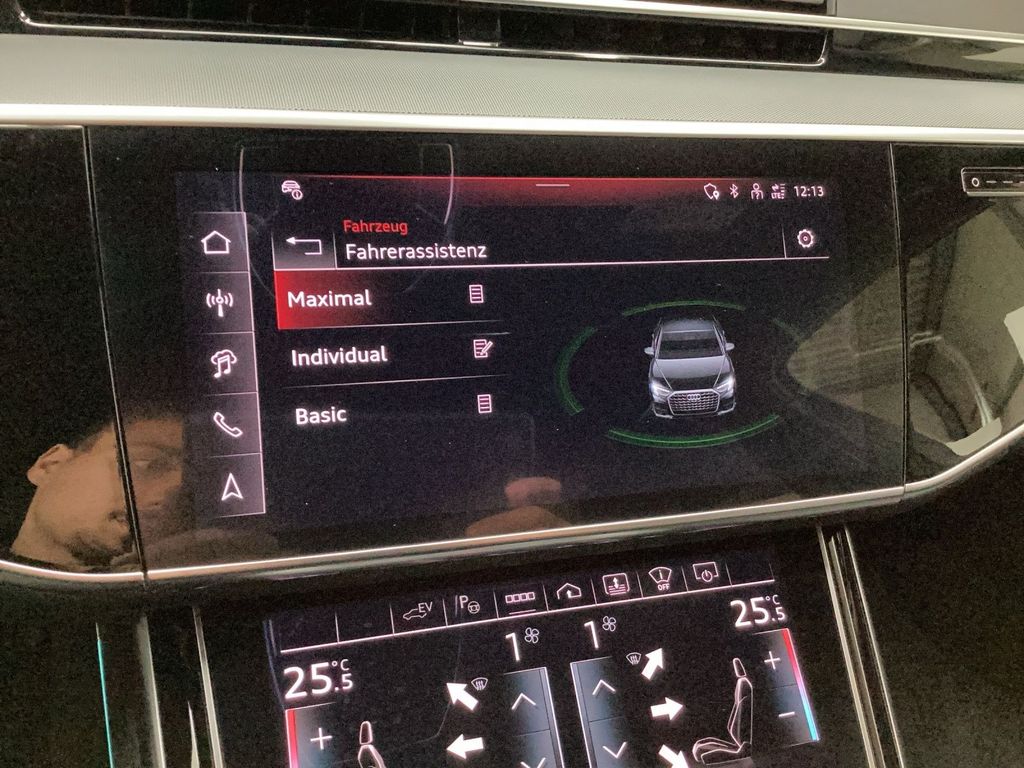 12:13
Fahrzeug
Fahrerassistenz
Maximal
Individual
Basic
EV
P
OFF
1
1
25.5 °C
25.5 °C